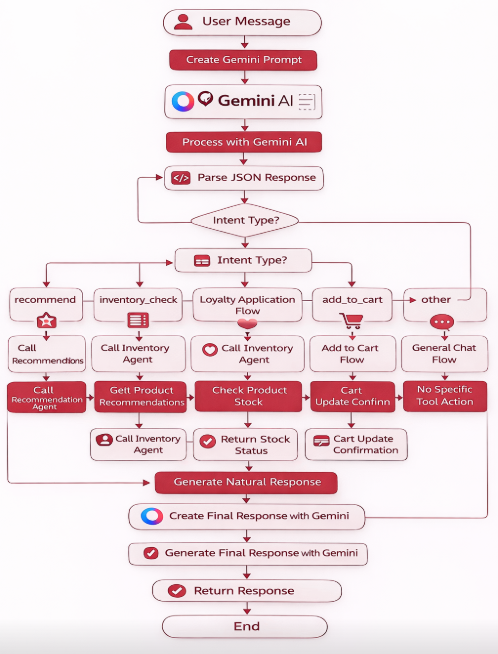 User Message
Create Gemini Prompt
Gemini AI
Process with Gemini AI
</> Parse JSON Response
Intent Type?
Intent Type?
recommend
inventory_check
Loyalty Application
Flow
add_to_cart
other
Call
Recommendations
Call Inventory
Agent
Call Inventory
Agent
Add to Cart
Flow
General Chat
Flow
Call
Recommendation
Agent
Gett Product
Recommendations
Check Product
Stock
Cart
Update Confinn
No Specific
Tool Action
Call Inventory
Agent
Return Stock
Status
Cart Update
Confirmation
Generate Natural Response
Create Final Response with Gemini
Generate Final Response with Gemini
Return Response
End